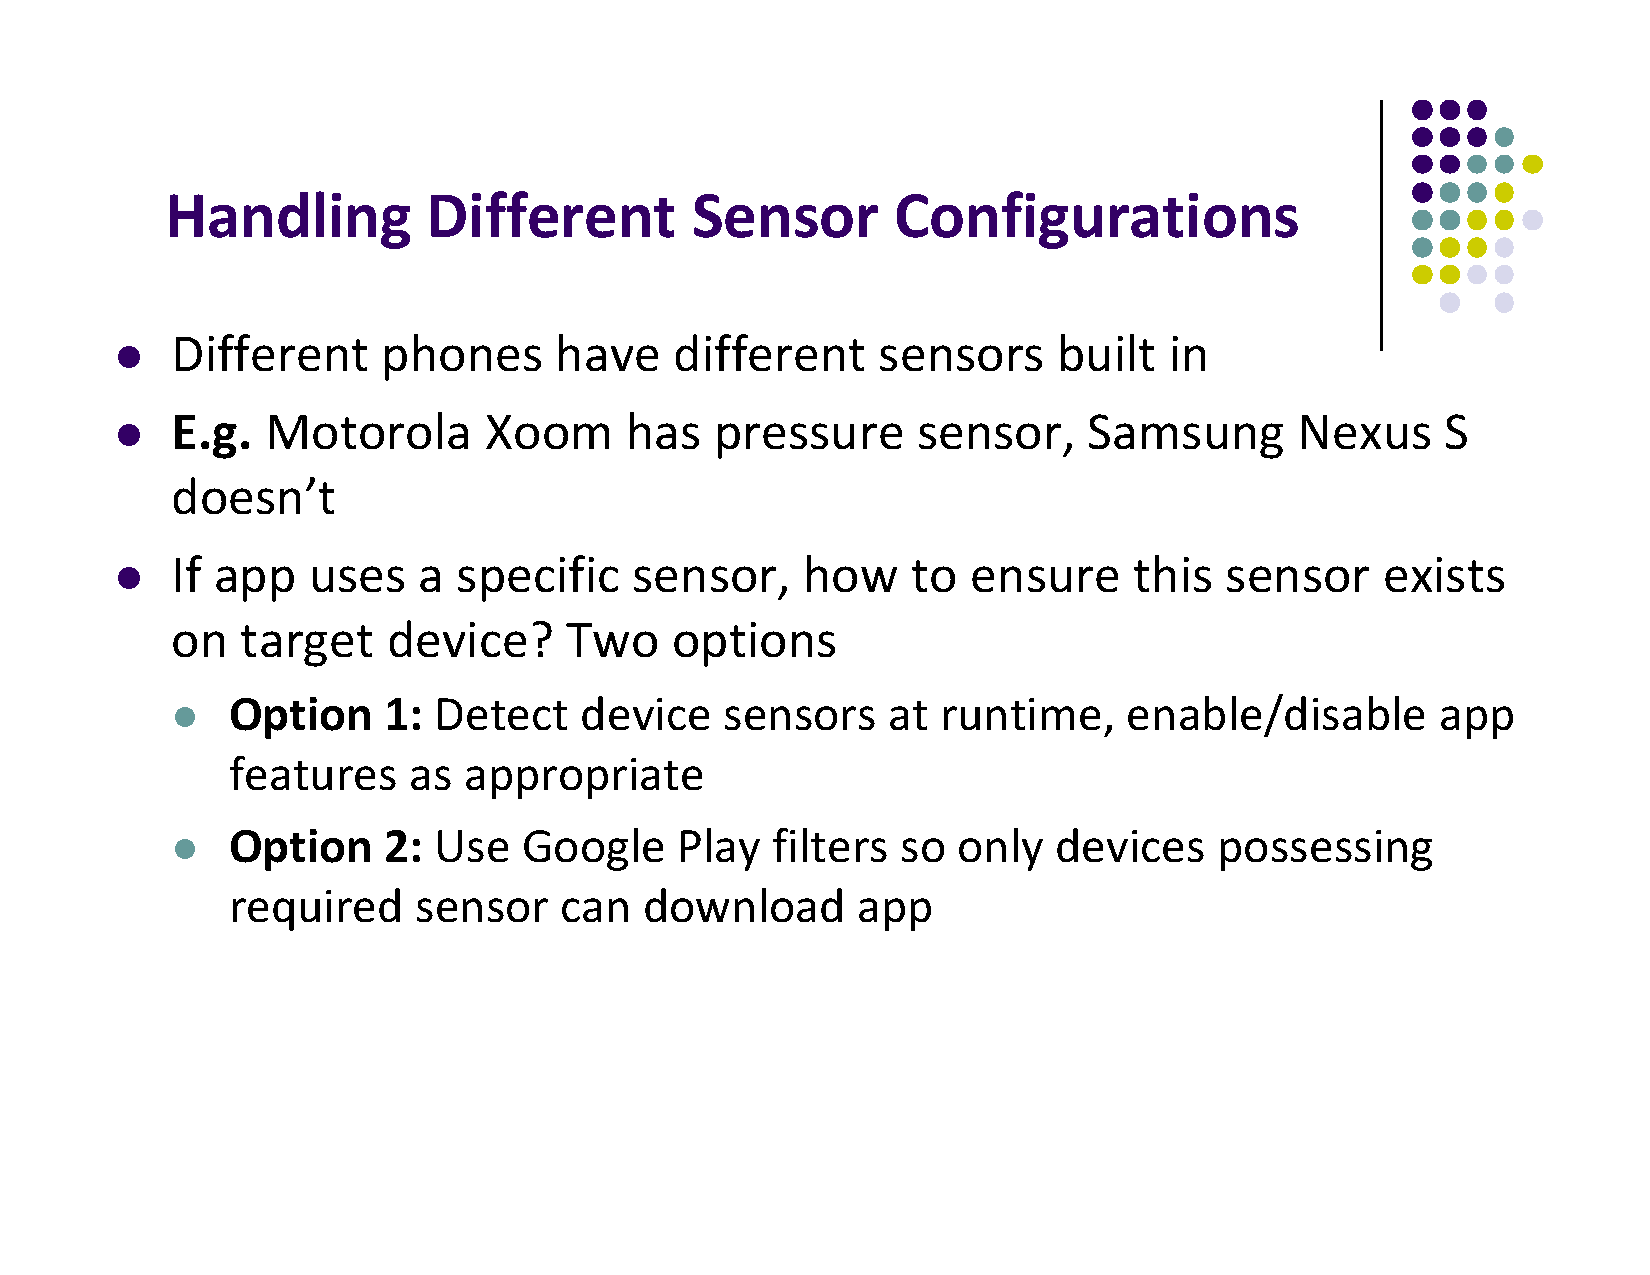 Handling Different Sensor Configurations
Different phones have different sensors built in
E.g. Motorola Xoom has pressure sensor, Samsung Nexus S
doesn’t
If app uses a specific sensor, how to ensure this sensor exists
on target device? Two options
Option 1: Detect device sensors at runtime, enable/disable app
features as appropriate
Option 2: Use Google Play filters so only devices possessing
required sensor can download app